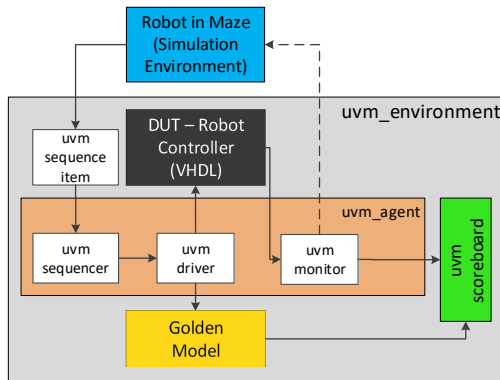 Robot in Maze
(Simulation
Environment)
uvm_environment
DUT – Robot
Controller
(VHDL)
uvm
sequence
item
uvm_agent
uvm
sequencer
uvm
driver
uvm
monitor
uvm
scoreboard
Golden
Model